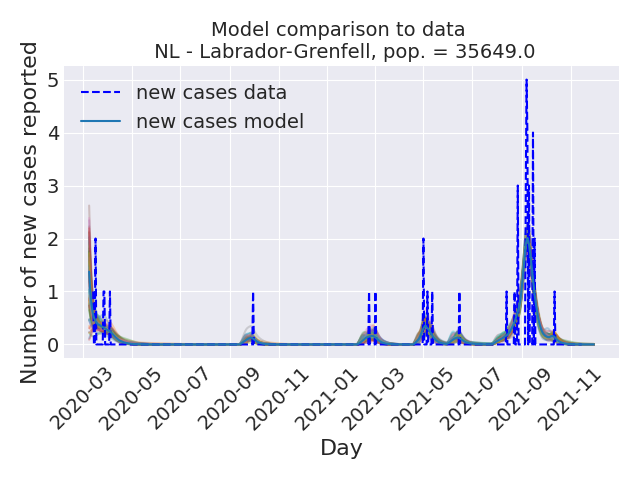 Model comparison to data
NL - Labrador-Grenfell, pop. = 35649.0
Number of new cases reported
5
4
3
2
1
0
new cases data
new cases model
2020-03
2020-05
2020-07
2020-09
2020-11
2021-01
2021-03
2021-05
2021-07
2021-09
2021-11
Day